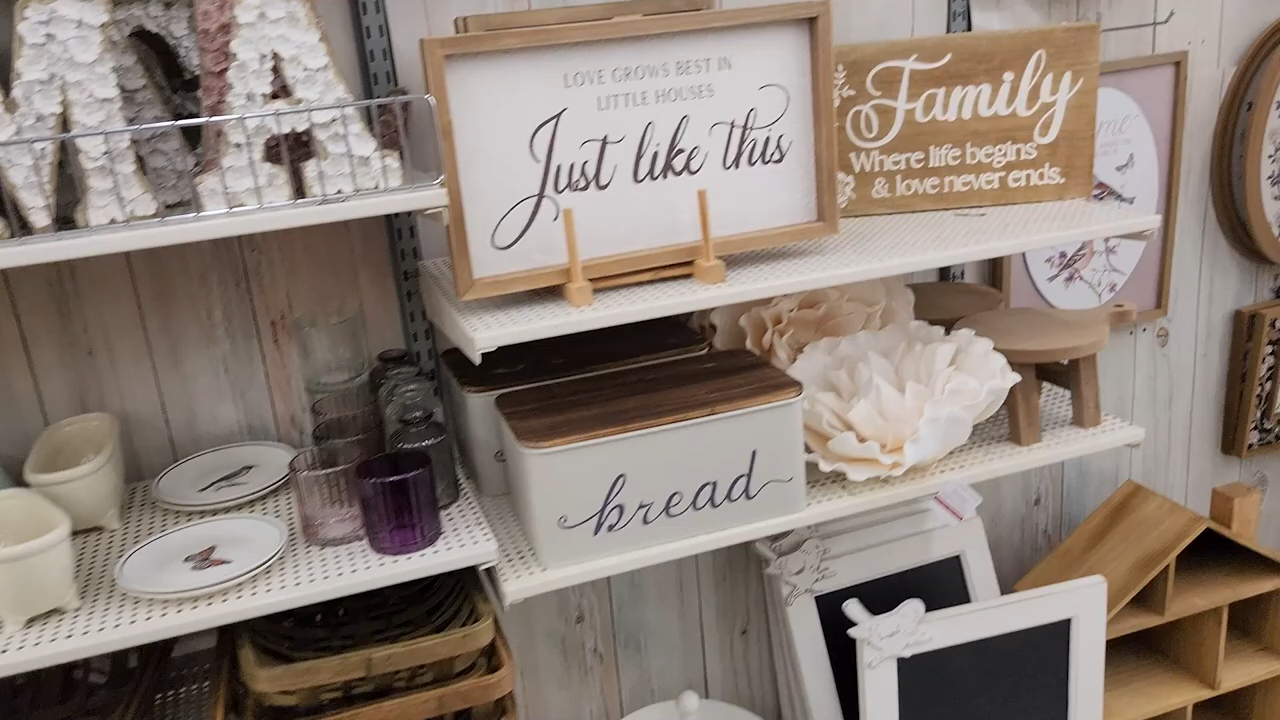 LOVE GROWS BEST IN
LITTLE HOUSES
Just like this
Family
Where life begins
& love never ends.
bread